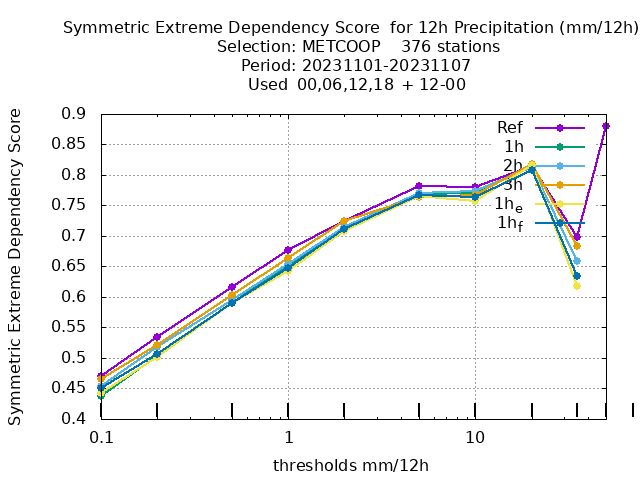 Symmetric Extreme Dependency Score  for 12h Precipitation (mm/12h)
Selection: METCOOP    376 stations
Period: 20231101-20231107
Used  00,06,12,18 + 12-00
Symmetric Extreme Dependency Score
0.9
0.85
0.8
0.75
0.7
0.65
0.6
0.55
0.5
0.45
0.4
Ref
1h
2h
3h
1he
1hf
0.1
1
10
thresholds mm/12h